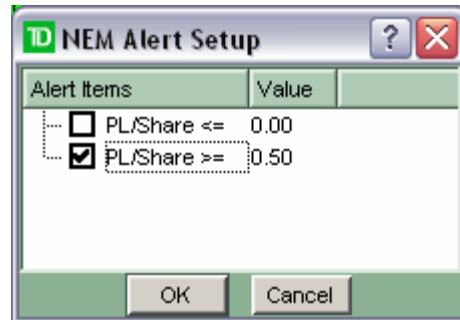 TD NEM Alert Setup ?
Alert Items Value
PL/Share <= 0.00
PL/Share >= 0.50
OK Cancel